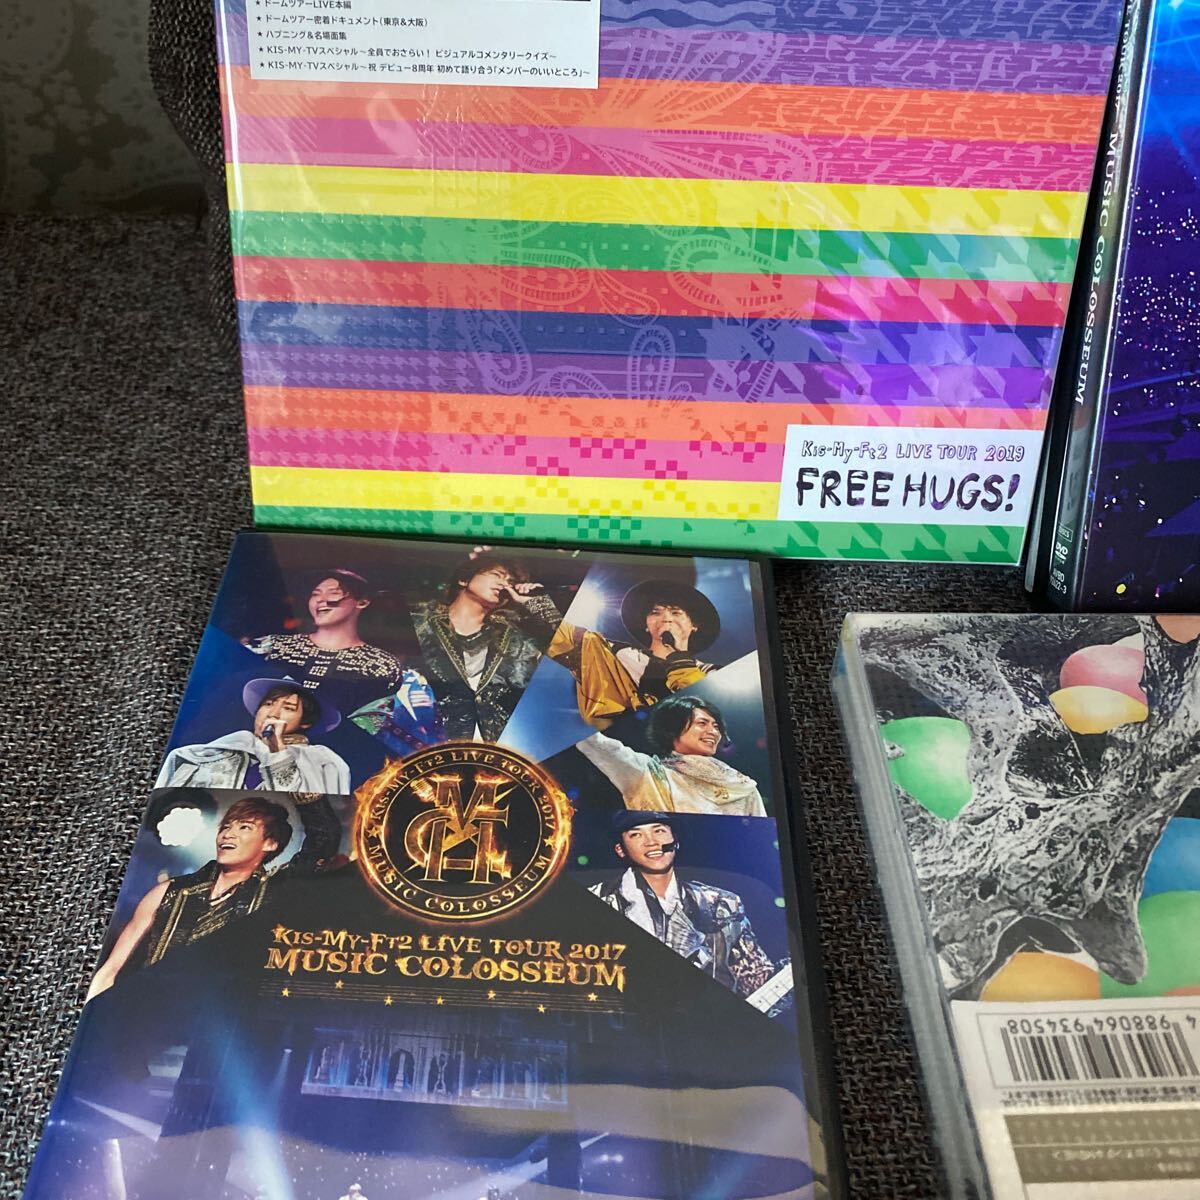 ★ ドームツアーLIVE本編
★ ドームツアー密着ドキュメント（東京＆大阪）
★ ハプニング＆名場面集
★ KIS-MY-TVスペシャル～全員でおさらい！ ビジュアルコメンタリークイズ～
★ KIS-MY-TVスペシャル～祝 デビュー8周年 初めて語り合う「メンバーのいいところ」～
Kis-My-Ft2 LIVE TOUR 2019
FREE HUGS!
MUSIC COLOSSEUM
DVD
KIS-MY-FT2 LIVE TOUR 2017
MUSIC COLOSSEUM
KIS-MY-FT2 LIVE TOUR 2017
MUSIC COLOSSEUM
4 988064 934508